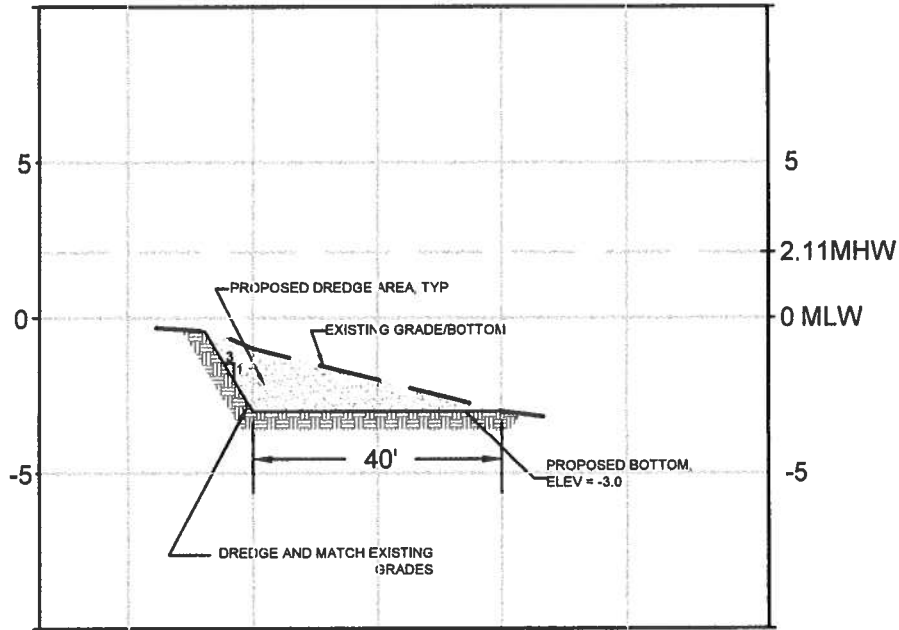 5
5
2.11MHW
PROPOSED DREDGE AREA, TYP
0
0 MLW
EXISTING GRADE/BOTTOM
3
1
40'
PROPOSED BOTTOM,
ELEV = -3.0
-5
-5
DREDGE AND MATCH EXISTING
GRADES